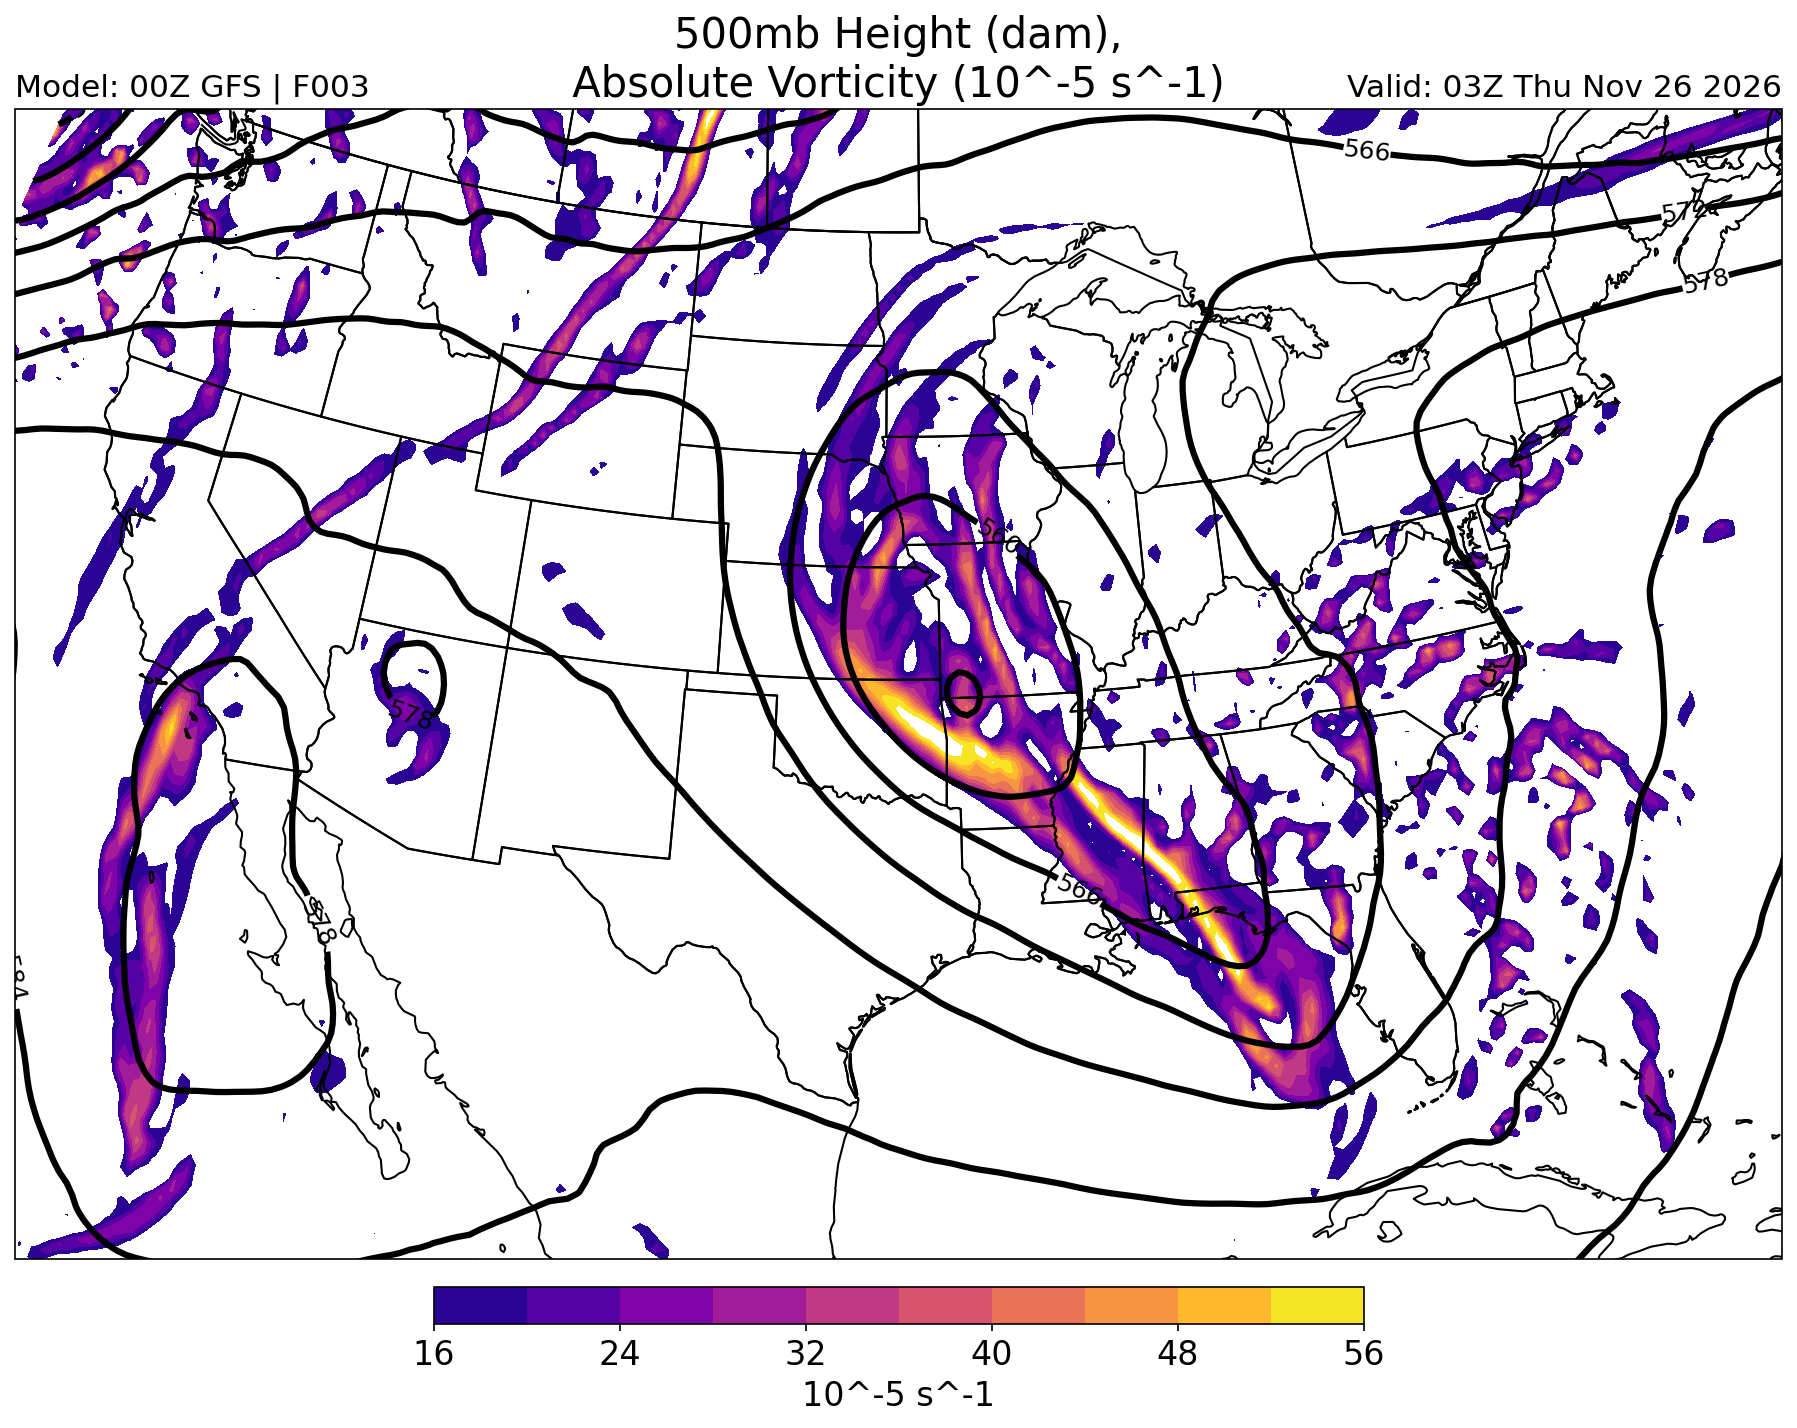 500mb Height (dam),
Model: 00Z GFS | F003
Absolute Vorticity (10^-5 s^-1)
Valid: 03Z Thu Nov 26 2026
566
572
578
560
578
566
578
584
16 24 32 40 48 56
10^-5 s^-1